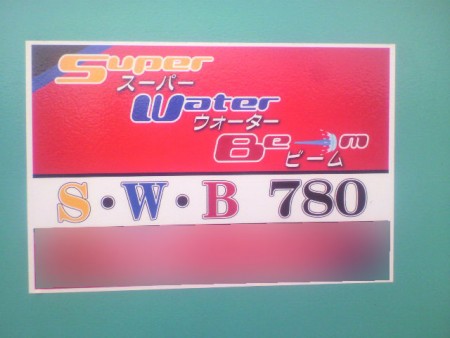 Super
スーパー
Water
ウォーター
Beam
ビーム
S・W・B 780